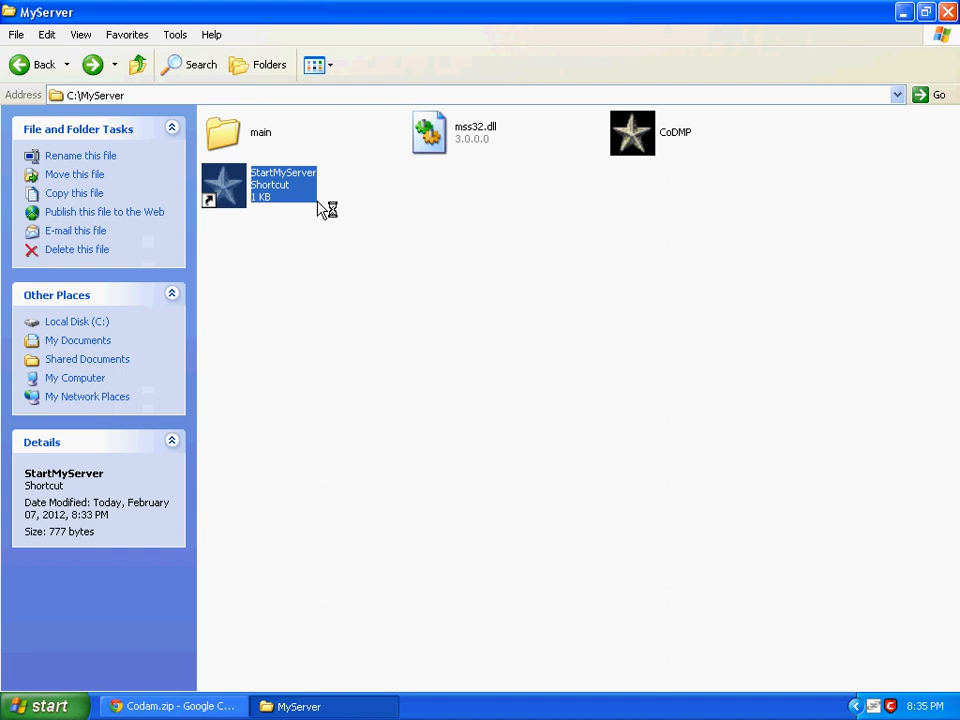 MyServer
File Edit View Favorites Tools Help
Back Search Folders
Address C:\MyServer Go
File and Folder Tasks
Rename this file
Move this file
Copy this file
Publish this file to the Web
E-mail this file
Delete this file
Other Places
Local Disk (C:)
My Documents
Shared Documents
My Computer
My Network Places
Details
StartMyServer
Shortcut
Date Modified: Today, February
07, 2012, 8:33 PM
Size: 777 bytes
main
mss32.dll
3.0.0.0
CoDMP
StartMyServer
Shortcut
1 KB
start Codam.zip - Google C... MyServer 8:35 PM